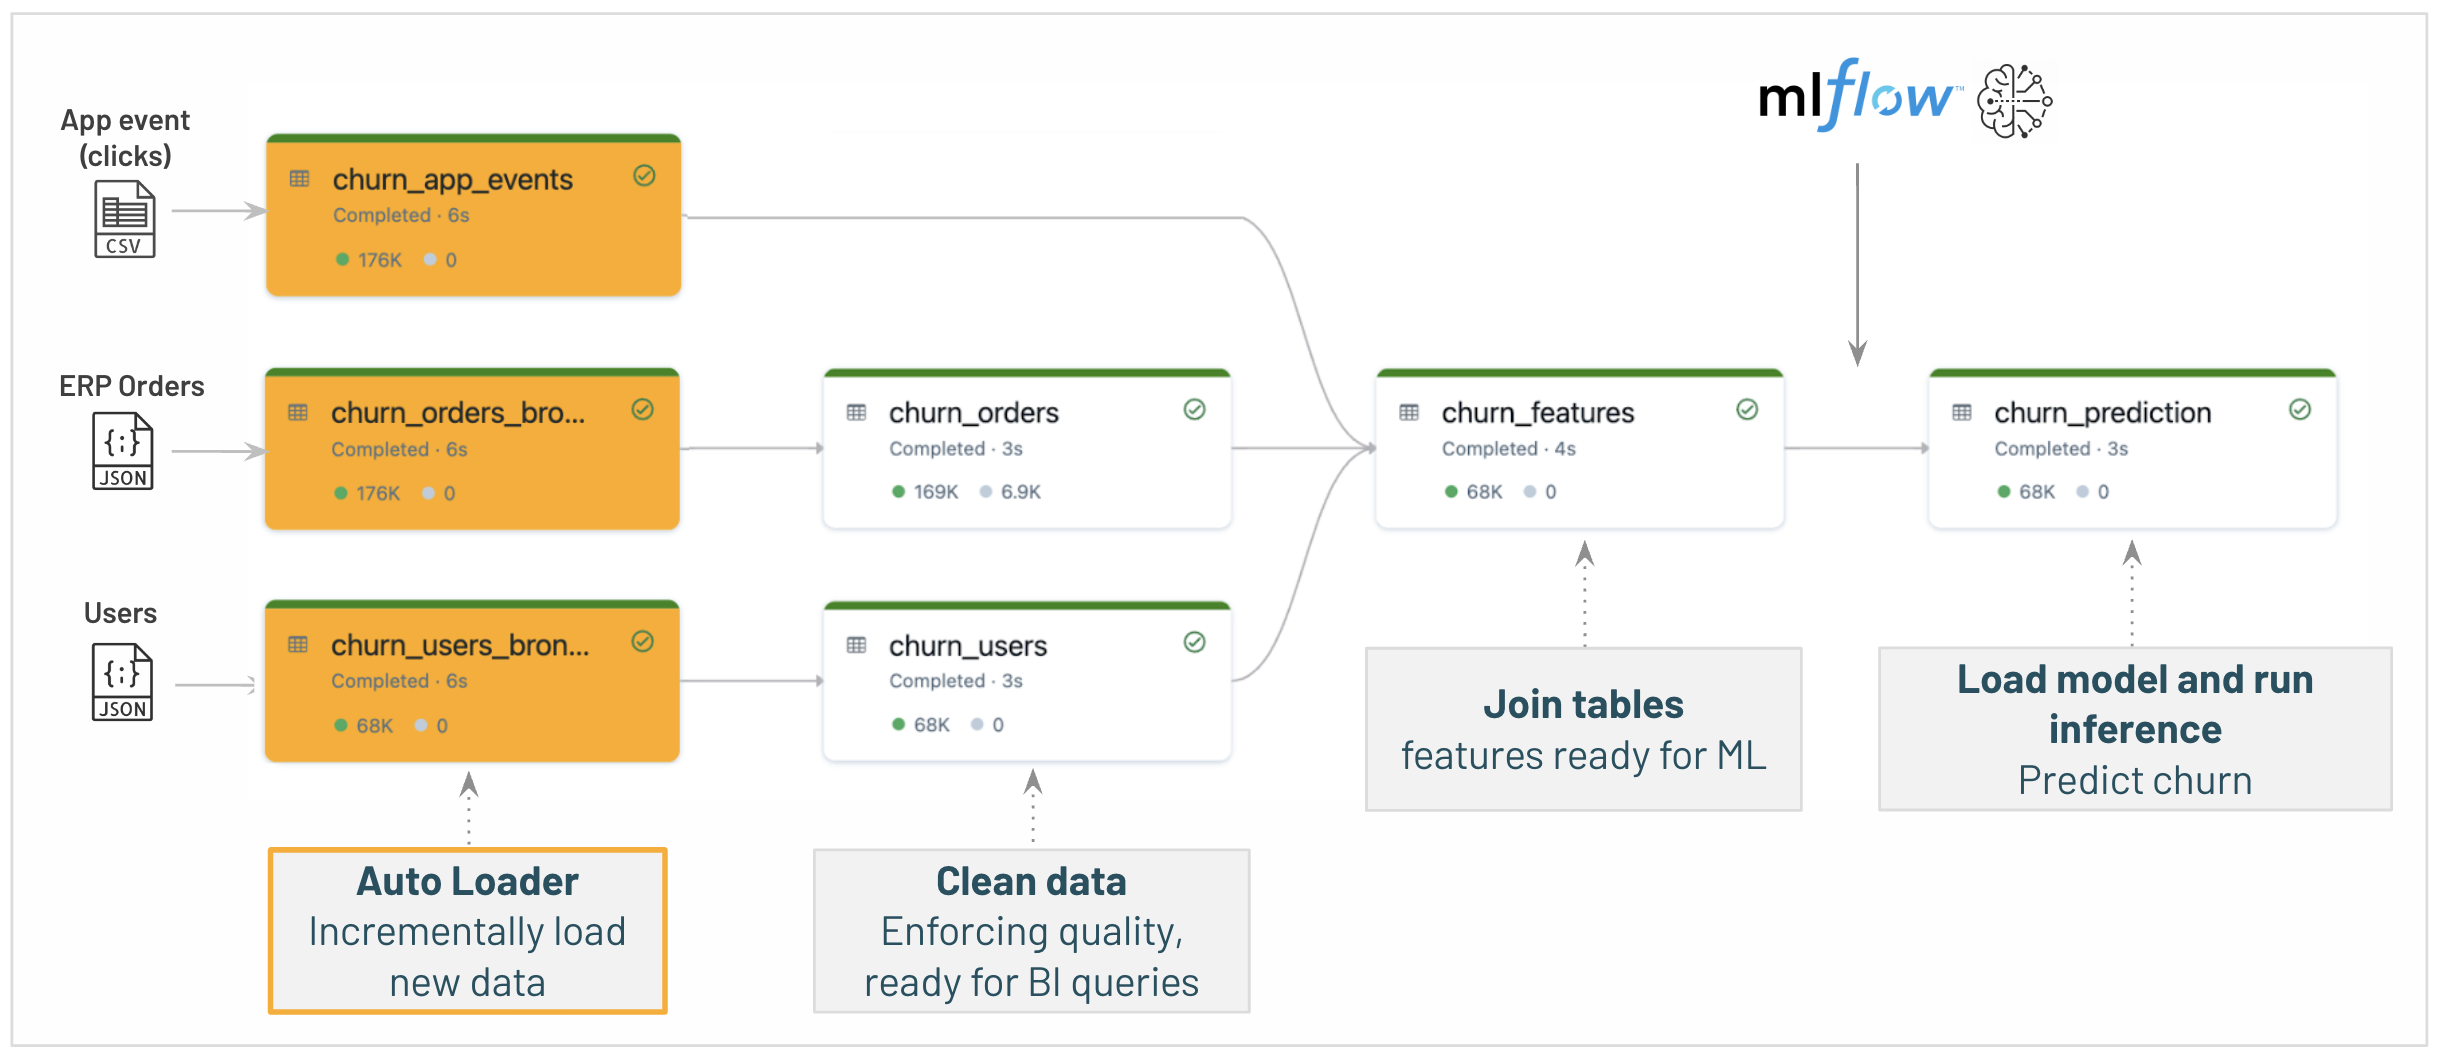 mlflow™
App event
(clicks)
CSV
churn_app_events
Completed · 6s
176K 0
ERP Orders
JSON
churn_orders_bro...
Completed · 6s
176K 0
churn_orders
Completed · 3s
169K 6.9K
churn_features
Completed · 4s
68K 0
churn_prediction
Completed · 3s
68K 0
Users
JSON
churn_users_bron...
Completed · 6s
68K 0
churn_users
Completed · 3s
68K 0
Join tables
features ready for ML
Load model and run
inference
Predict churn
Auto Loader
Incrementally load
new data
Clean data
Enforcing quality,
ready for BI queries